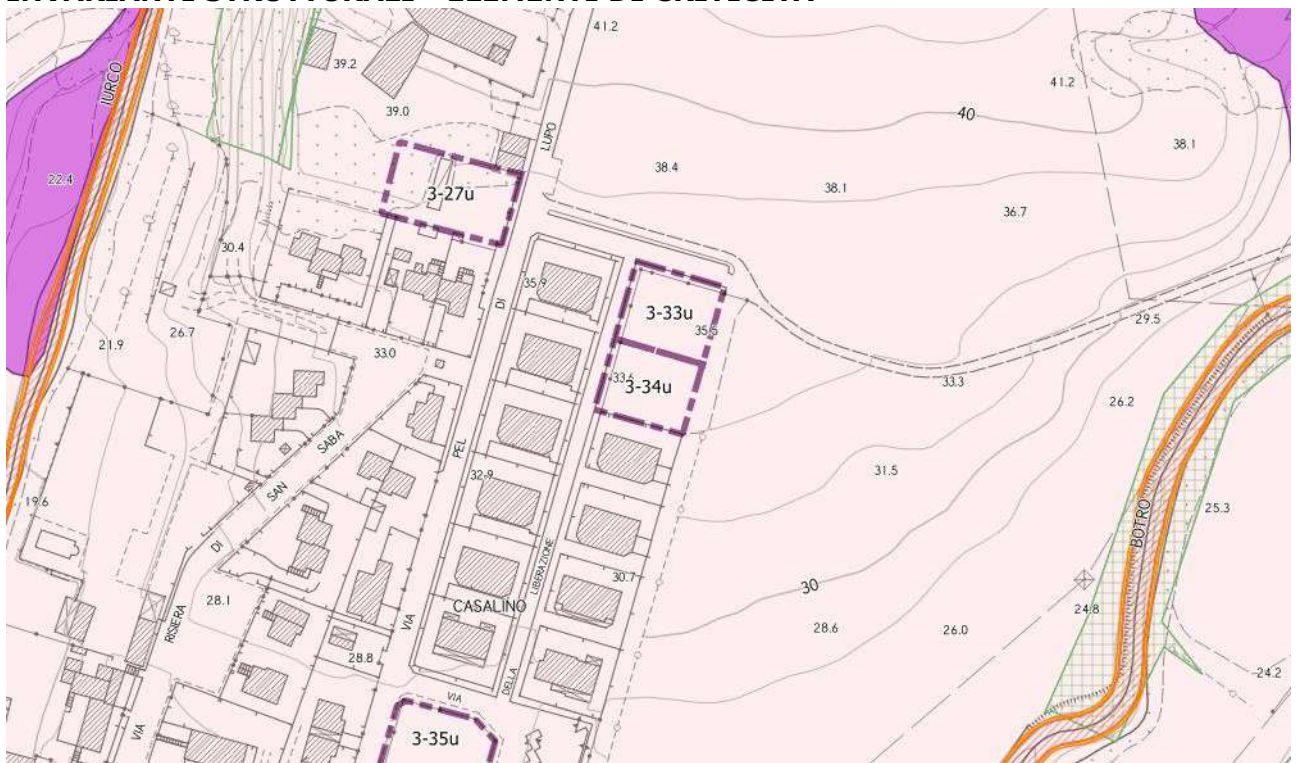 41.2
39.2
IURCO
41.2
39.0
40
LUPO
38.1
38.4
22.4
38.1
3-27u
36.7
30.4
35.9
DI
3-33u
35.5
29.5
26.7
21.9
33.0
33.6
3-34u
33.3
26.2
SABA
PEL
31.5
32.9
SAN
19.6
25.3
BOTRO
DI
LIBERAZIONE
30.7
30
24.8
28.1
CASALINO
RISIERA
VIA
28.6
26.0
28.8
DELLA
24.2
VIA
VIA
3-35u